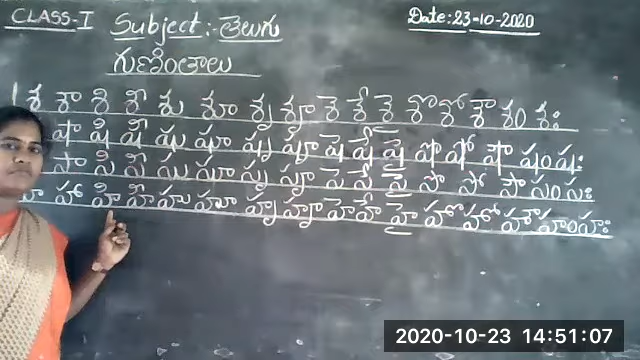 CLASS-I Subject:- తెలుగు Date:23-10-2020
గుణింతాలు
శ శా శి శీ శు శూ శృ శౄ శె శే శై శొ శో శౌ శం శః
షా షి షీ షు షూ షృ షౄ షె షే షై షొ షో షౌ షం షః
సా సి సీ సు సూ సృ సౄ సె సే సై సొ సో సౌ సం సః
హా హి హీ హు హూ హృ హౄ హె హే హై హొ హో హౌ హం హః
2020-10-23 14:51:07